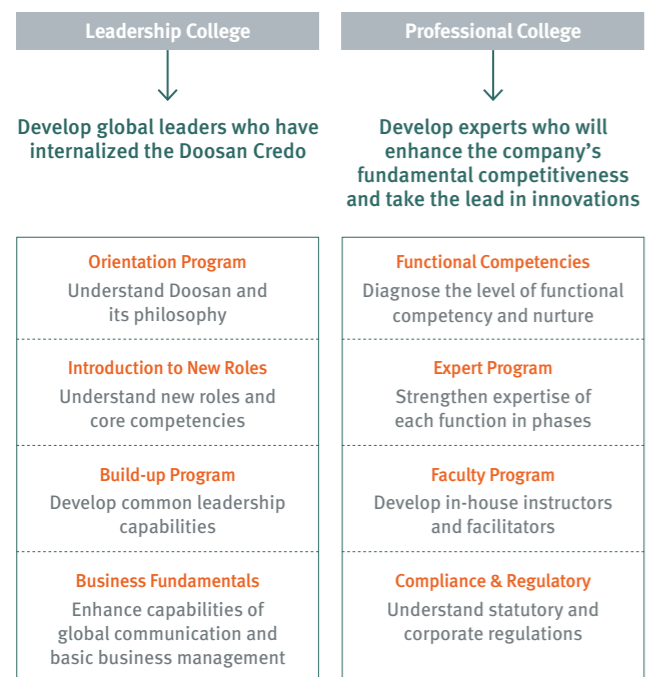 Leadership College
Develop global leaders who have
internalized the Doosan Credo
Orientation Program
Understand Doosan and
its philosophy
Introduction to New Roles
Understand new roles and
core competencies
Build-up Program
Develop common leadership
capabilities
Business Fundamentals
Enhance capabilities of
global communication and
basic business management
Professional College
Develop experts who will
enhance the company's
fundamental competitiveness
and take the lead in innovations
Functional Competencies
Diagnose the level of functional
competency and nurture
Expert Program
Strengthen expertise of
each function in phases
Faculty Program
Develop in-house instructors
and facilitators
Compliance & Regulatory
Understand statutory and
corporate regulations